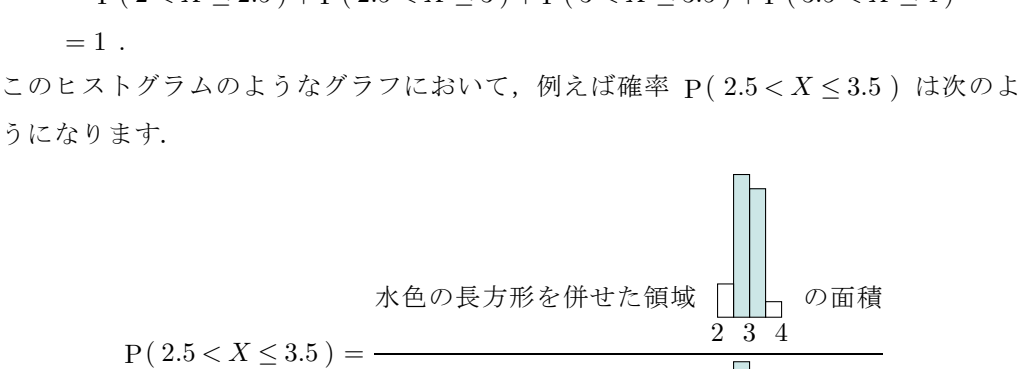 = 1 .
このヒストグラムのようなグラフにおいて，例えば確率 P( 2.5 < X ≤ 3.5 ) は次のよ
うになります.
水色の長方形を併せた領域 の面積
2 3 4
P( 2.5 < X ≤ 3.5 ) =